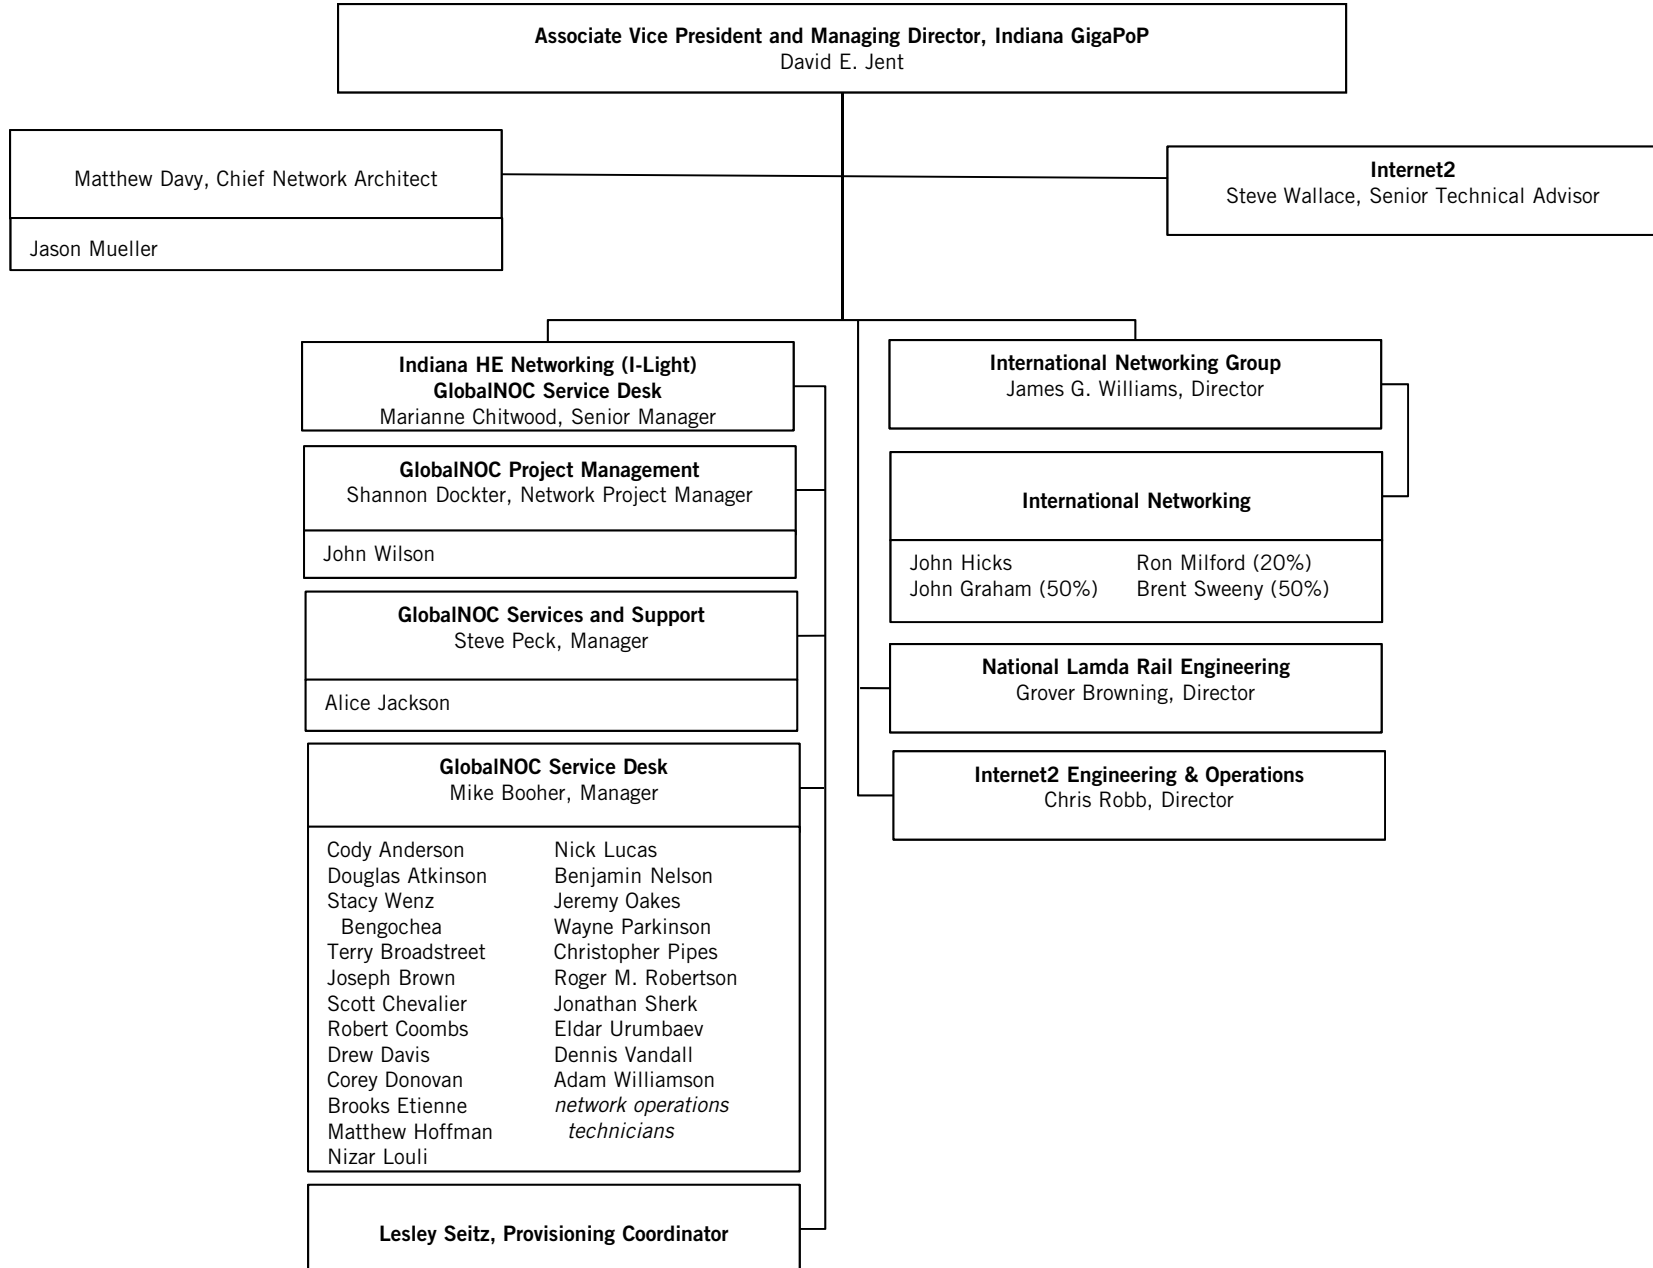 Associate Vice President and Managing Director, Indiana GigaPoP
David E. Jent
Matthew Davy, Chief Network Architect
Jason Mueller
Internet2
Steve Wallace, Senior Technical Advisor
Indiana HE Networking (I-Light)
GlobalNOC Service Desk
Marianne Chitwood, Senior Manager
GlobalNOC Project Management
Shannon Dockter, Network Project Manager
John Wilson
GlobalNOC Services and Support
Steve Peck, Manager
Alice Jackson
GlobalNOC Service Desk
Mike Booher, Manager
Cody Anderson
Douglas Atkinson
Stacy Wenz
Bengochea
Terry Broadstreet
Joseph Brown
Scott Chevalier
Robert Coombs
Drew Davis
Corey Donovan
Brooks Etienne
Matthew Hoffman
Nizar Louli
Nick Lucas
Benjamin Nelson
Jeremy Oakes
Wayne Parkinson
Christopher Pipes
Roger M. Robertson
Jonathan Sherk
Eldar Urumbaev
Dennis Vandall
Adam Williamson
network operations
technicians
Lesley Seitz, Provisioning Coordinator
International Networking Group
James G. Williams, Director
International Networking
John Hicks
John Graham (50%)
Ron Milford (20%)
Brent Sweeny (50%)
National Lamda Rail Engineering
Grover Browning, Director
Internet2 Engineering & Operations
Chris Robb, Director